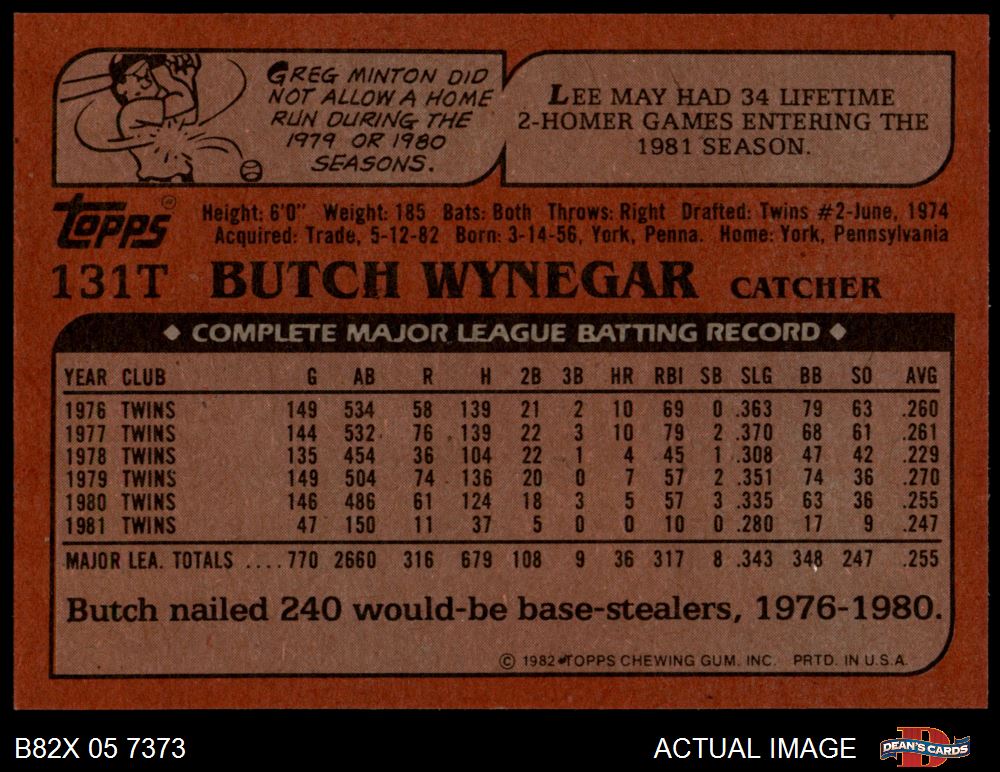 GREG MINTON DID
NOT ALLOW A HOME
RUN DURING THE
1979 OR 1980
SEASONS.
LEE MAY HAD 34 LIFETIME
2-HOMER GAMES ENTERING THE
1981 SEASON.
TOPPS ®
Height: 6'0" Weight: 185 Bats: Both Throws: Right Drafted: Twins #2-June, 1974
Acquired: Trade, 5-12-82 Born: 3-14-56, York, Penna. Home: York, Pennsylvania
131T BUTCH WYNEGAR CATCHER
◆ COMPLETE MAJOR LEAGUE BATTING RECORD ◆
YEAR CLUB G AB R H 2B 3B HR RBI SB SLG BB SO AVG
1976 TWINS 149 534 58 139 21 2 10 69 0 .363 79 63 .260
1977 TWINS 144 532 76 139 22 3 10 79 2 .370 68 61 .261
1978 TWINS 135 454 36 104 22 1 4 45 1 .308 47 42 .229
1979 TWINS 149 504 74 136 20 0 7 57 2 .351 74 36 .270
1980 TWINS 146 486 61 124 18 3 5 57 3 .335 63 36 .255
1981 TWINS 47 150 11 37 5 0 0 10 0 .280 17 9 .247
MAJOR LEA. TOTALS ....770 2660 316 679 108 9 36 317 8 .343 348 247 .255
Butch nailed 240 would-be base-stealers, 1976-1980.
© 1982 TOPPS CHEWING GUM, INC. PRTD. IN U.S.A.
B82X 05 7373 ACTUAL IMAGE DEAN'S CARDS